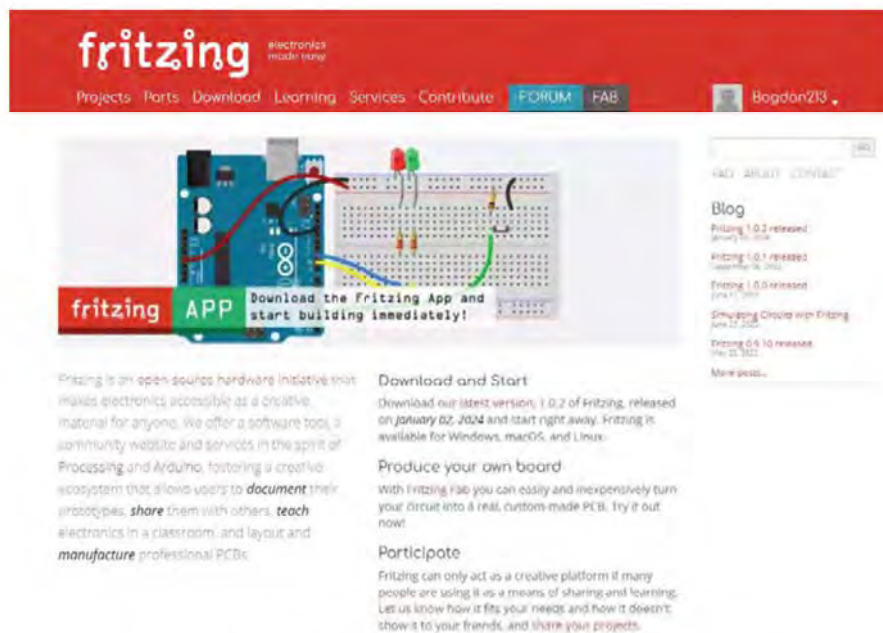 fritzing
electronics
made easy
Projects Parts Download Learning Services Contribute FORUM FAB
Bogdan213
GO
FAQ ABOUT CONTACT
fritzing APP
Download the Fritzing App and
start building immediately!
Blog
Fritzing 1.0.2 released
January 02, 2024
Fritzing 1.0.1 released
Fritzing 1.0.0 released
Simulating Circuits with Fritzing
Fritzing 0.9.10 released
May 22, 2022
More posts...
Fritzing is an open-source hardware initiative that
makes electronics accessible as a creative
material for anyone. We offer a software tool, a
community website and services in the spirit of
Processing and Arduino, fostering a creative
ecosystem that allows users to document their
prototypes, share them with others, teach
electronics in a classroom, and layout and
manufacture professional PCBs.
Download and Start
Download our latest version, 1.0.2 of Fritzing, released
on January 02, 2024 and start right away. Fritzing is
available for Windows, macOS, and Linux.
Produce your own board
With Fritzing Fab you can easily and inexpensively turn
your circuit into a real, custom-made PCB. Try it out
now!
Participate
Fritzing can only act as a creative platform if many
people are using it as a means of sharing and learning.
Let us know how it fits your needs and how it doesn't
show it to your friends, and share your projects.